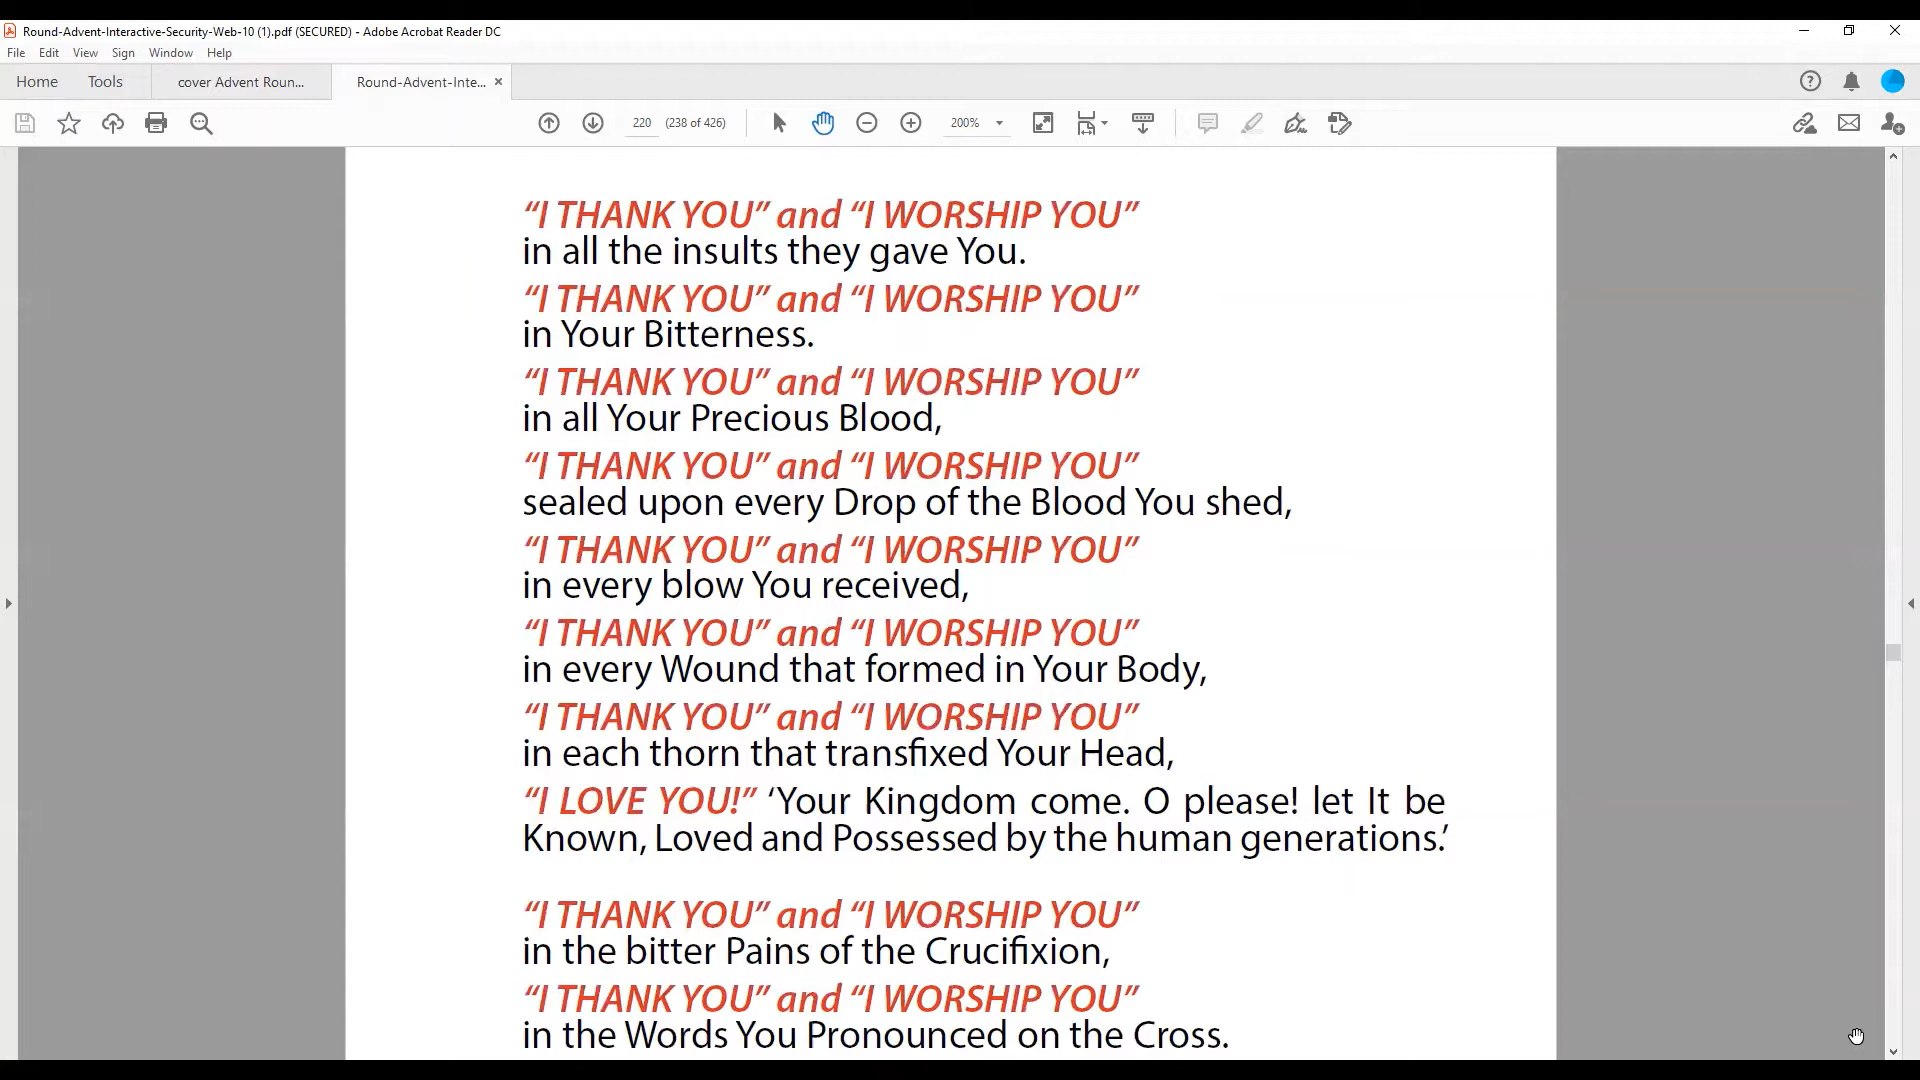 Round-Advent-Interactive-Security-Web-10 (1).pdf (SECURED) - Adobe Acrobat Reader DC
File Edit View Sign Window Help
Home Tools cover Advent Roun... Round-Advent-Inte... ×
220 (238 of 426) 200%
“I THANK YOU” and “I WORSHIP YOU”
in all the insults they gave You.
“I THANK YOU” and “I WORSHIP YOU”
in Your Bitterness.
“I THANK YOU” and “I WORSHIP YOU”
in all Your Precious Blood,
“I THANK YOU” and “I WORSHIP YOU”
sealed upon every Drop of the Blood You shed,
“I THANK YOU” and “I WORSHIP YOU”
in every blow You received,
“I THANK YOU” and “I WORSHIP YOU”
in every Wound that formed in Your Body,
“I THANK YOU” and “I WORSHIP YOU”
in each thorn that transfixed Your Head,
“I LOVE YOU!” ‘Your Kingdom come. O please! let It be
Known, Loved and Possessed by the human generations.’
“I THANK YOU” and “I WORSHIP YOU”
in the bitter Pains of the Crucifixion,
“I THANK YOU” and “I WORSHIP YOU”
in the Words You Pronounced on the Cross.